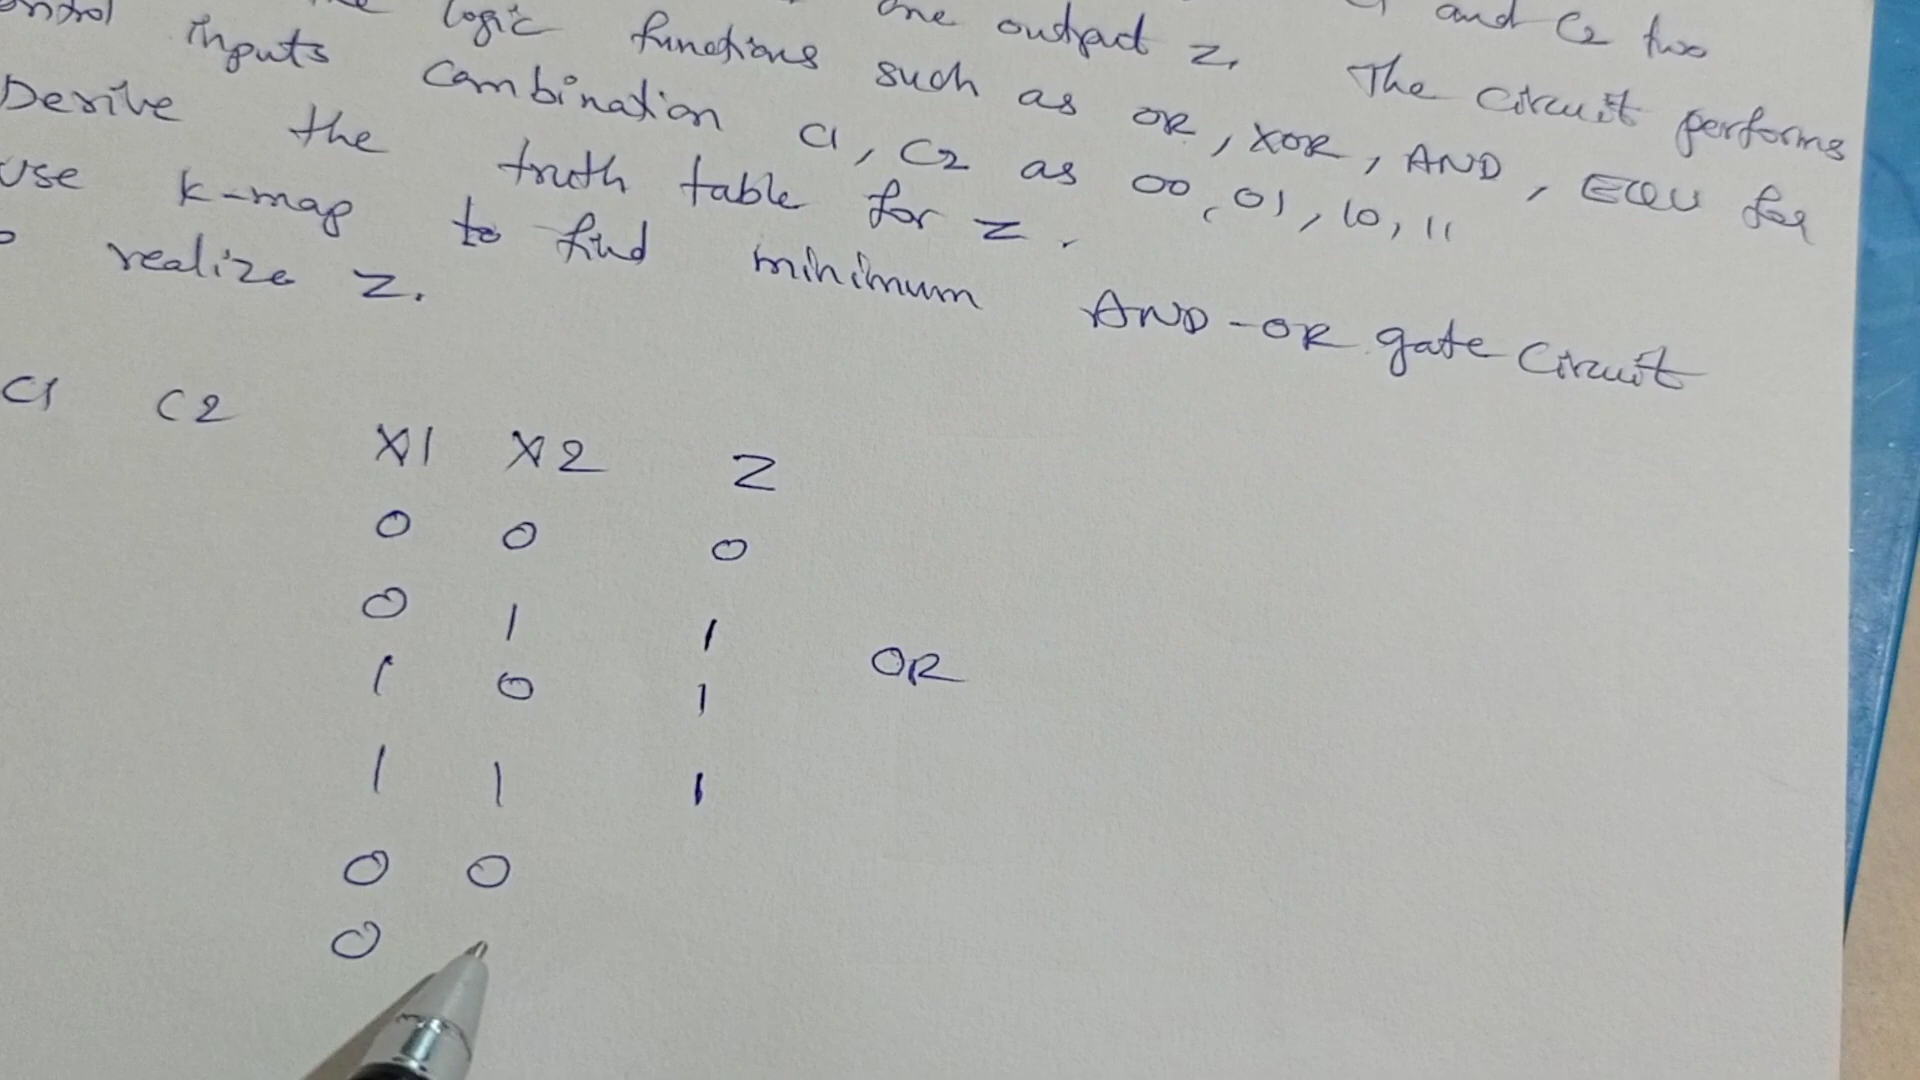 logic one output Z. and C2 two
inputs functions such as OR, XOR, AND, EQU for
The circuit performs
combination C1, C2 as 00, 01, 10, 11
Derive the truth table for Z.
Use K-map to find minimum AND-OR gate circuit
realize Z.
C1 C2 X1 X2 Z
0 0 0
0 1 1
1 0 1 OR
1 1 1
0 0
0